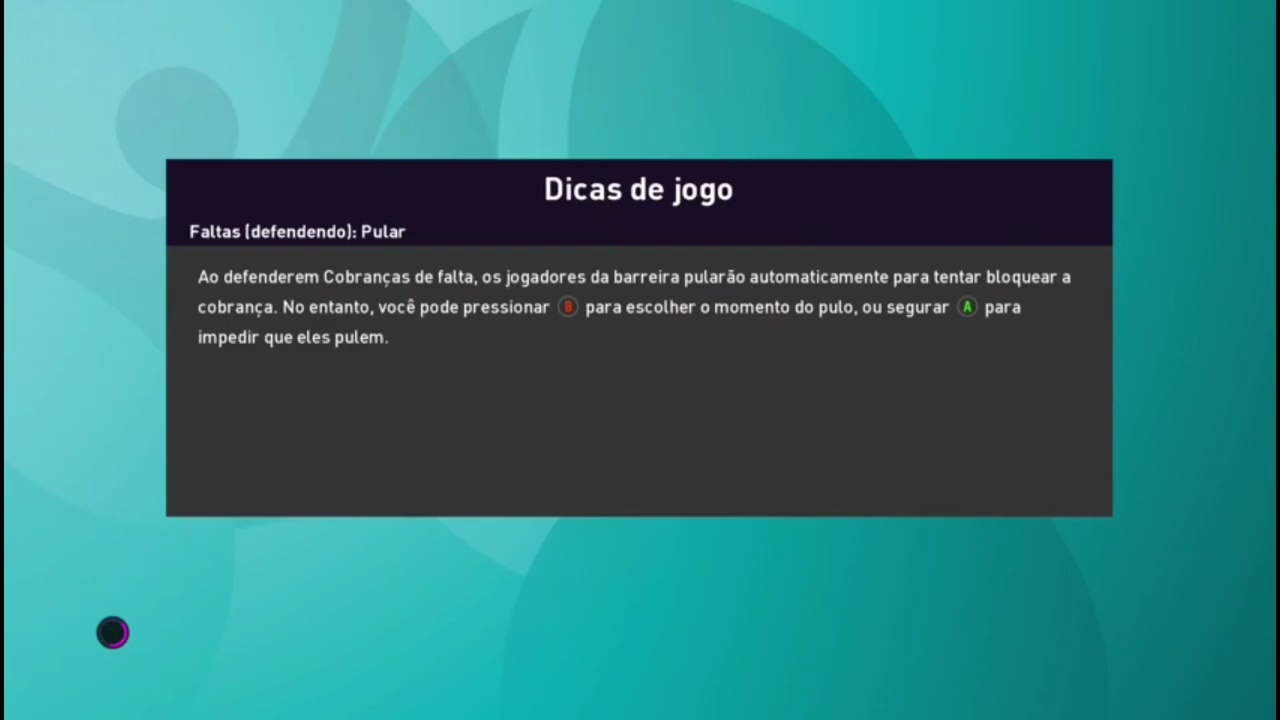 Dicas de jogo
Faltas (defendendo): Pular
Ao defenderem Cobranças de falta, os jogadores da barreira pularão automaticamente para tentar bloquear a
cobrança. No entanto, você pode pressionar B para escolher o momento do pulo, ou segurar A para
impedir que eles pulem.